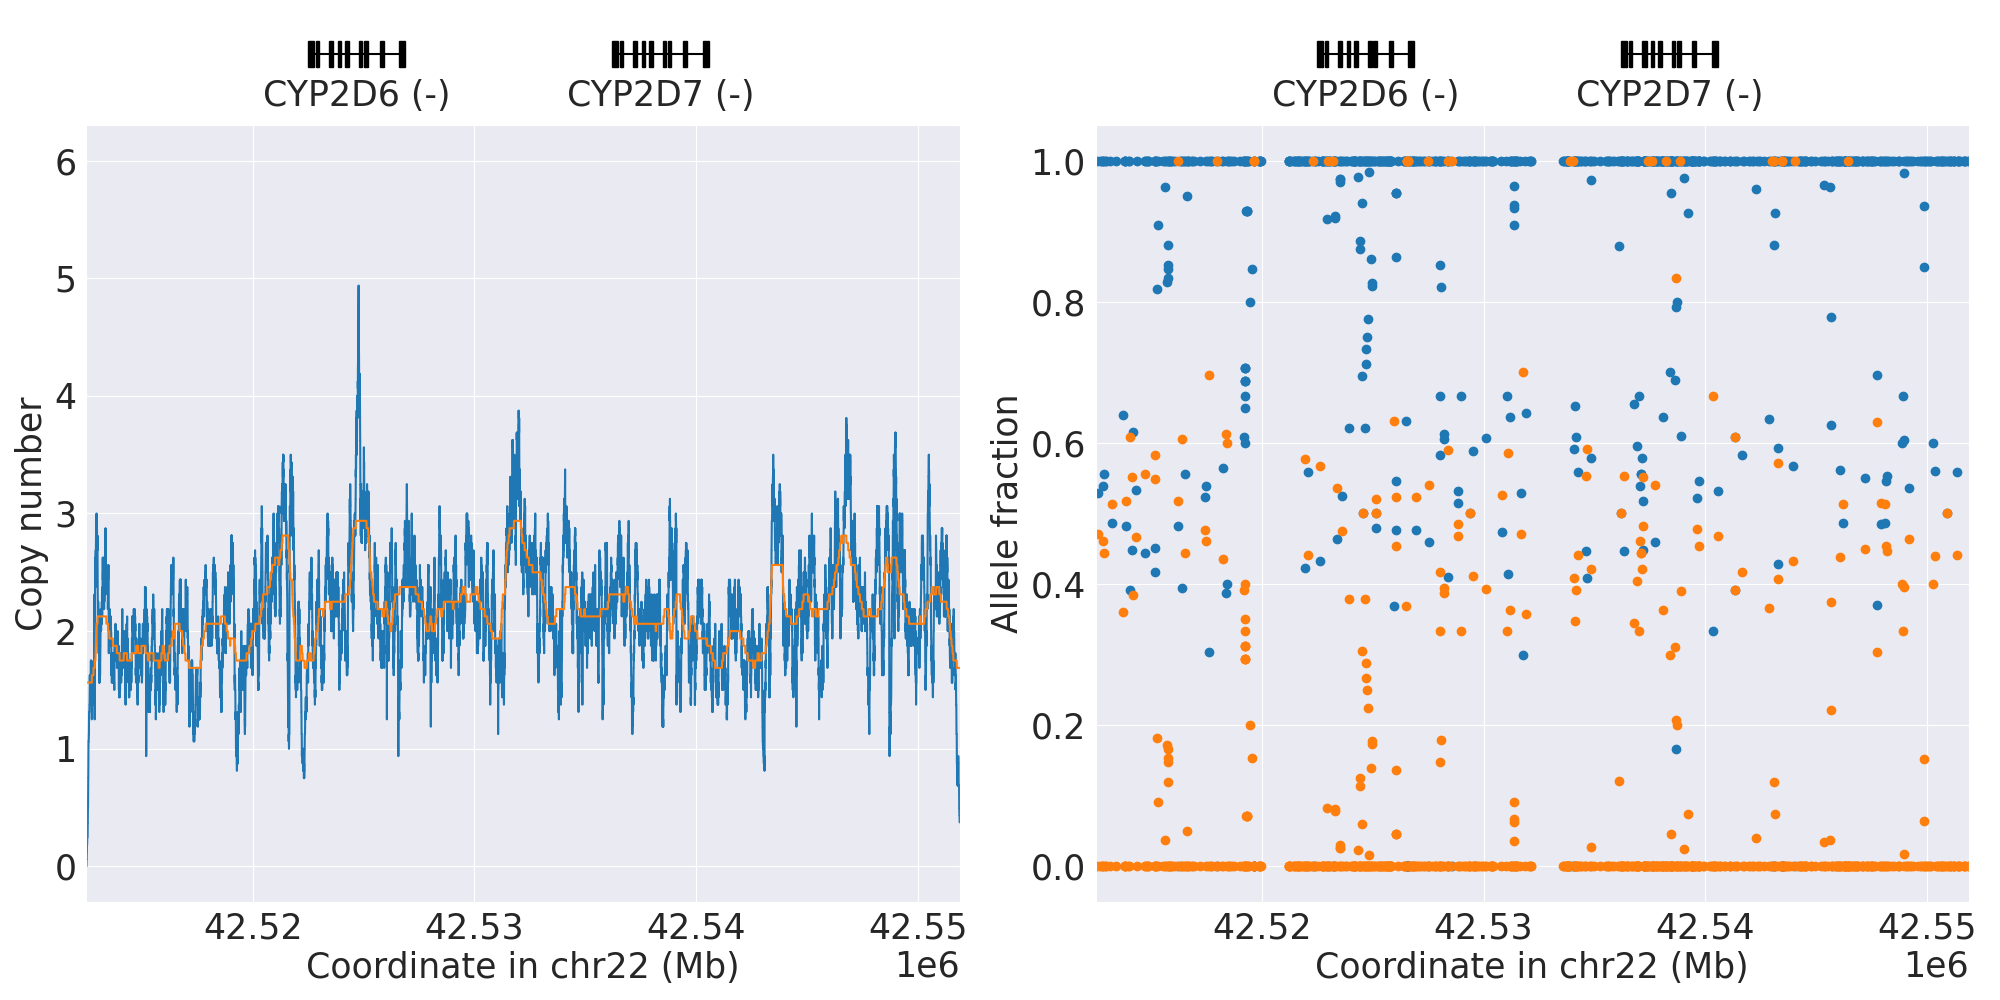 CYP2D6 (-) CYP2D7 (-)
6
5
4
3
2
1
0
Copy number
42.52 42.53 42.54 42.55
Coordinate in chr22 (Mb) 1e6
CYP2D6 (-) CYP2D7 (-)
1.0
0.8
0.6
0.4
0.2
0.0
Allele fraction
42.52 42.53 42.54 42.55
Coordinate in chr22 (Mb) 1e6